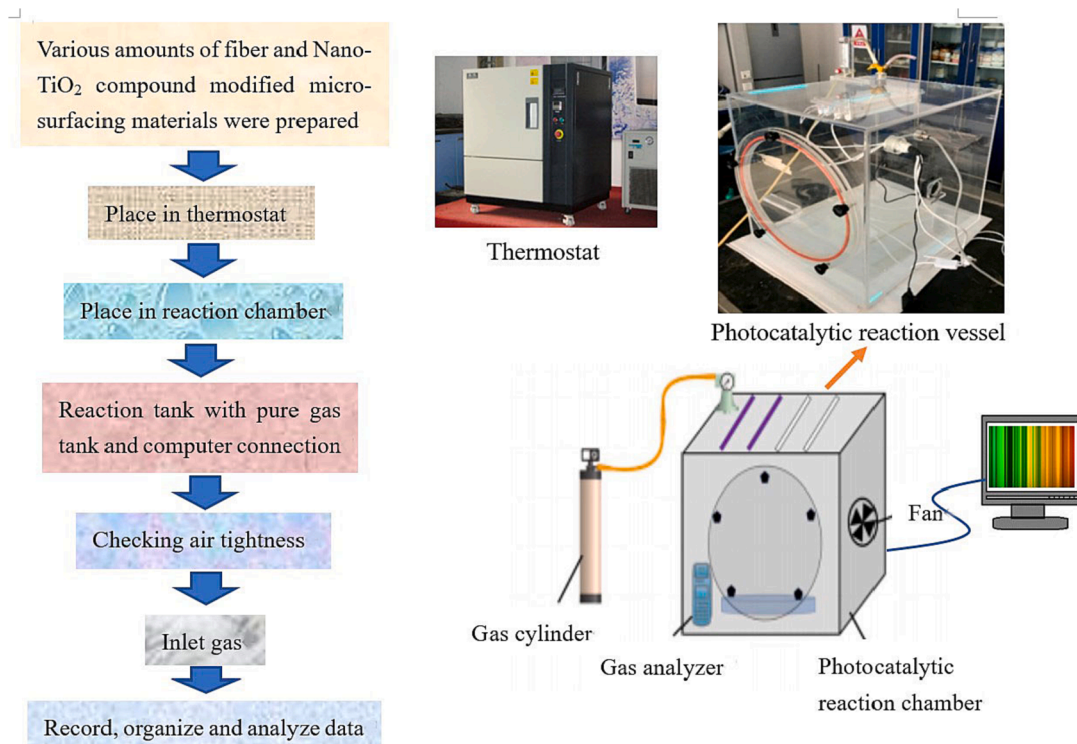 Various amounts of fiber and Nano-
TiO₂ compound modified micro-
surfacing materials were prepared
Place in thermostat
Place in reaction chamber
Reaction tank with pure gas
tank and computer connection
Checking air tightness
Inlet gas
Record, organize and analyze data
Thermostat
Photocatalytic reaction vessel
Fan
Gas cylinder
Gas analyzer
Photocatalytic
reaction chamber